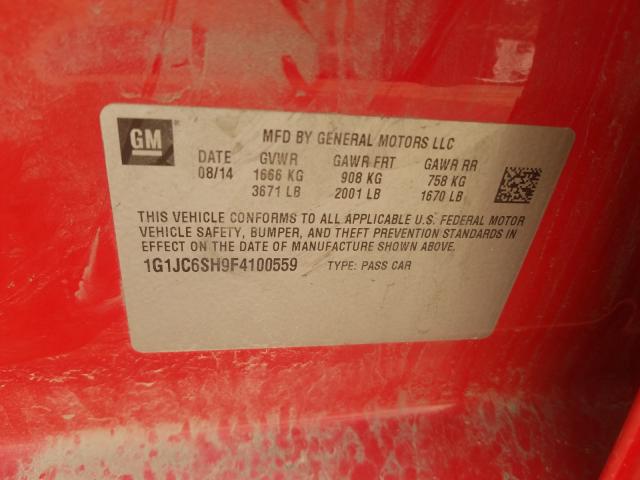 GM
MFD BY GENERAL MOTORS LLC
DATE GVWR GAWR FRT GAWR RR
08/14 1666 KG 908 KG 758 KG
3671 LB 2001 LB 1670 LB
THIS VEHICLE CONFORMS TO ALL APPLICABLE U.S. FEDERAL MOTOR
VEHICLE SAFETY, BUMPER, AND THEFT PREVENTION STANDARDS IN
EFFECT ON THE DATE OF MANUFACTURE SHOWN ABOVE.
1G1JC6SH9F4100559 TYPE: PASS CAR